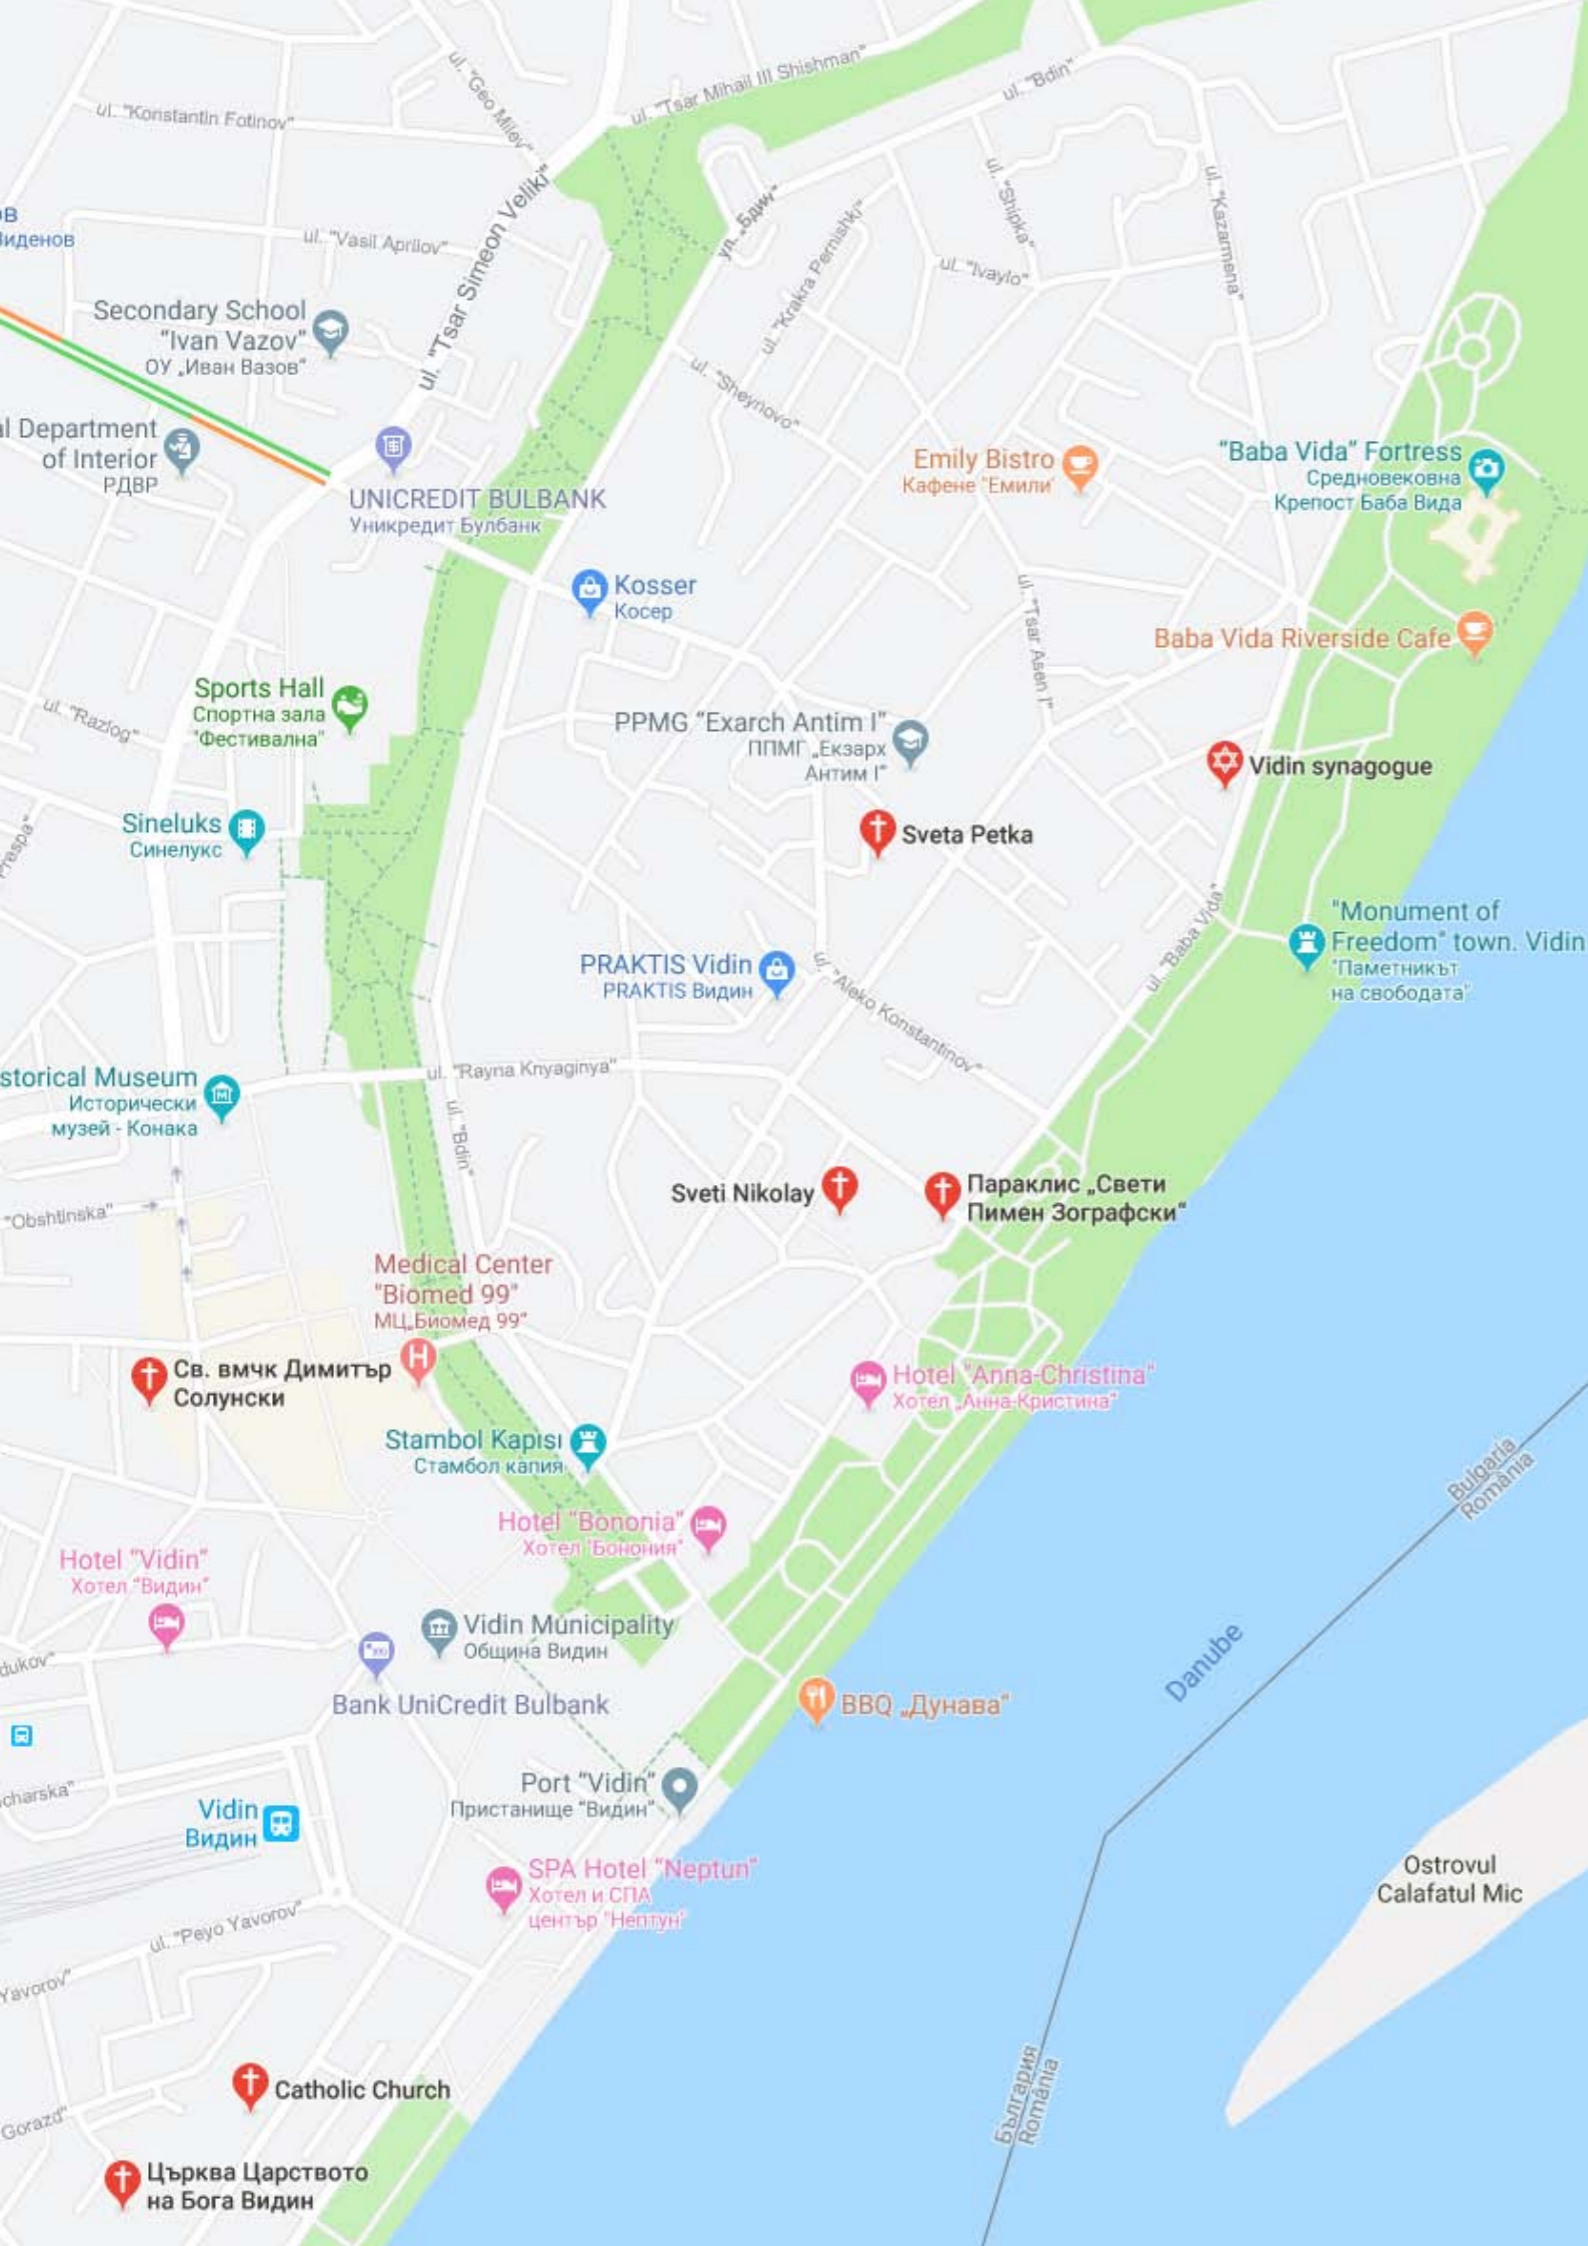 ul. "Geo Milev"
ul. "Tsar Mihail III Shishman"
ul. "Bdin"
ul. "Konstantin Fotinov"
ul. "Shipka"
ul. "Kazarmena"
ул. „Бдин“
ul. "Vasil Aprilov"
ul. "Tsar Simeon Veliki"
ul. "Krakra Pernishki"
ul. "Ivaylo"
Secondary School
"Ivan Vazov"
ОУ „Иван Вазов“
ul. "Sheynovo"
Department
of Interior
РДВР
UNICREDIT BULBANK
Уникредит Булбанк
Emily Bistro
Кафене "Емили'
"Baba Vida" Fortress
Средновековна
Крепост Баба Вида
Kosser
Косер
ul. "Tsar Asen I"
Baba Vida Riverside Cafe
Sports Hall
Спортна зала
"Фестивална"
ul. "Razlog"
PPMG "Exarch Antim I"
ППМГ „Екзарх
Антим I"
Vidin synagogue
Sveta Petka
Sineluks
Синелукс
"Monument of
Freedom" town. Vidin
"Паметникът
на свободата"
ul. "Baba Vida"
PRAKTIS Vidin
PRAKTIS Видин
ul. "Aleko Konstantinov"
ul. "Rayna Knyaginya"
storical Museum
Исторически
музей - Конака
ul. "Bdin"
Sveti Nikolay
Параклис „Свети
Пимен Зографски“
"Obshtinska"
Medical Center
"Biomed 99"
МЦ„Биомед 99"
Св. вмчк Димитър
Солунски
Hotel "Anna-Christina"
Хотел „Анна-Кристина"
Stambol Kapısı
Стамбол капия
Bulgaria
România
Hotel "Bononia"
Хотел "Бонония"
Hotel "Vidin"
Хотел "Видин"
Vidin Municipality
Община Видин
dukov"
Danube
Bank UniCredit Bulbank
BBQ „Дунава"
Port "Vidin"
Пристанище "Видин"
charska"
Vidin
Видин
SPA Hotel "Neptun"
Хотел и СПА
център "Нептун"
Ostrovul
Calafatul Mic
ul. "Peyo Yavorov"
Yavorov"
България
România
Catholic Church
Gorazd"
Църква Царството
на Бога Видин